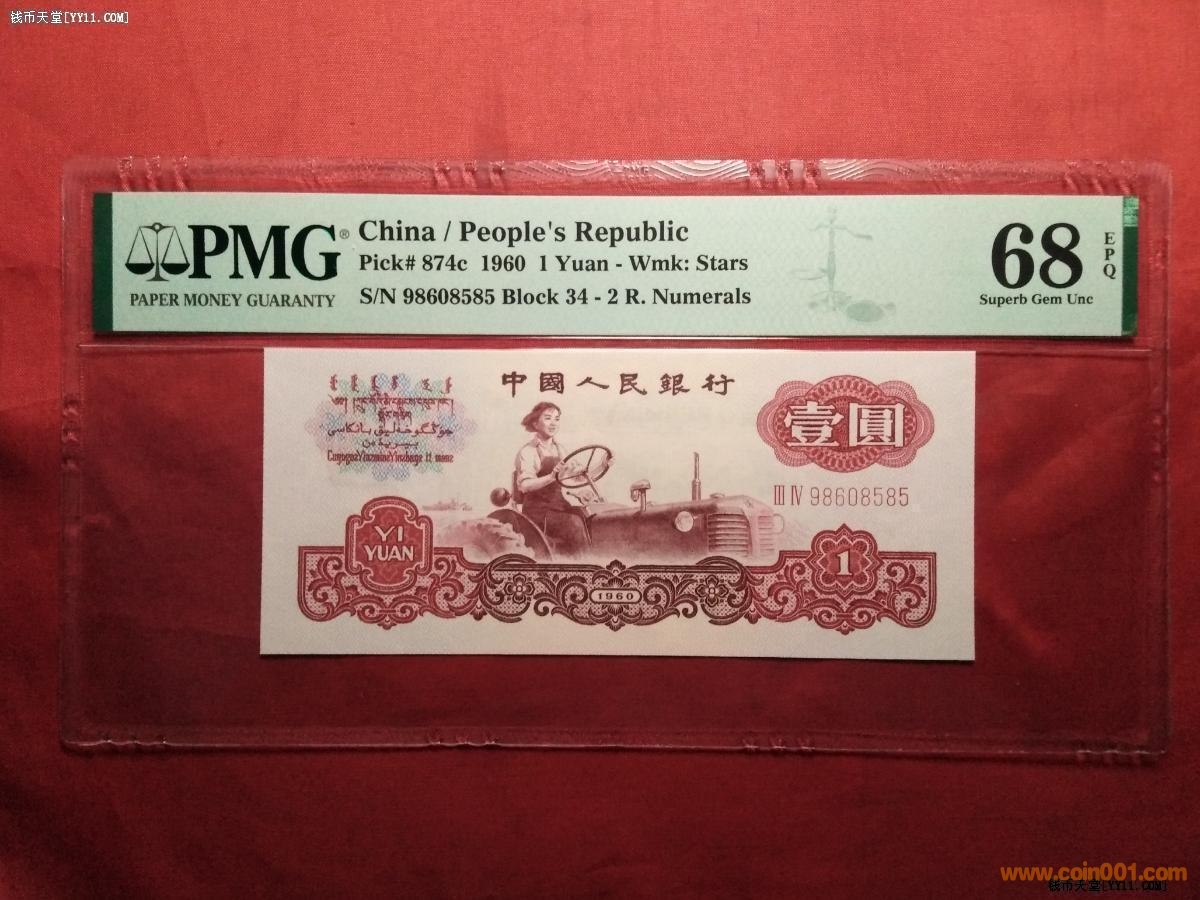 钱币天堂[YY11.COM]
PMG®
PAPER MONEY GUARANTY
China / People's Republic
Pick# 874c 1960 1 Yuan - Wmk: Stars
S/N 98608585 Block 34 - 2 R. Numerals
68
EPQ
Superb Gem Unc
中國人民銀行
壹圓
III IV 98608585
YI
YUAN
1960
1
www.coin001.com
钱币天堂[YY11.COM]